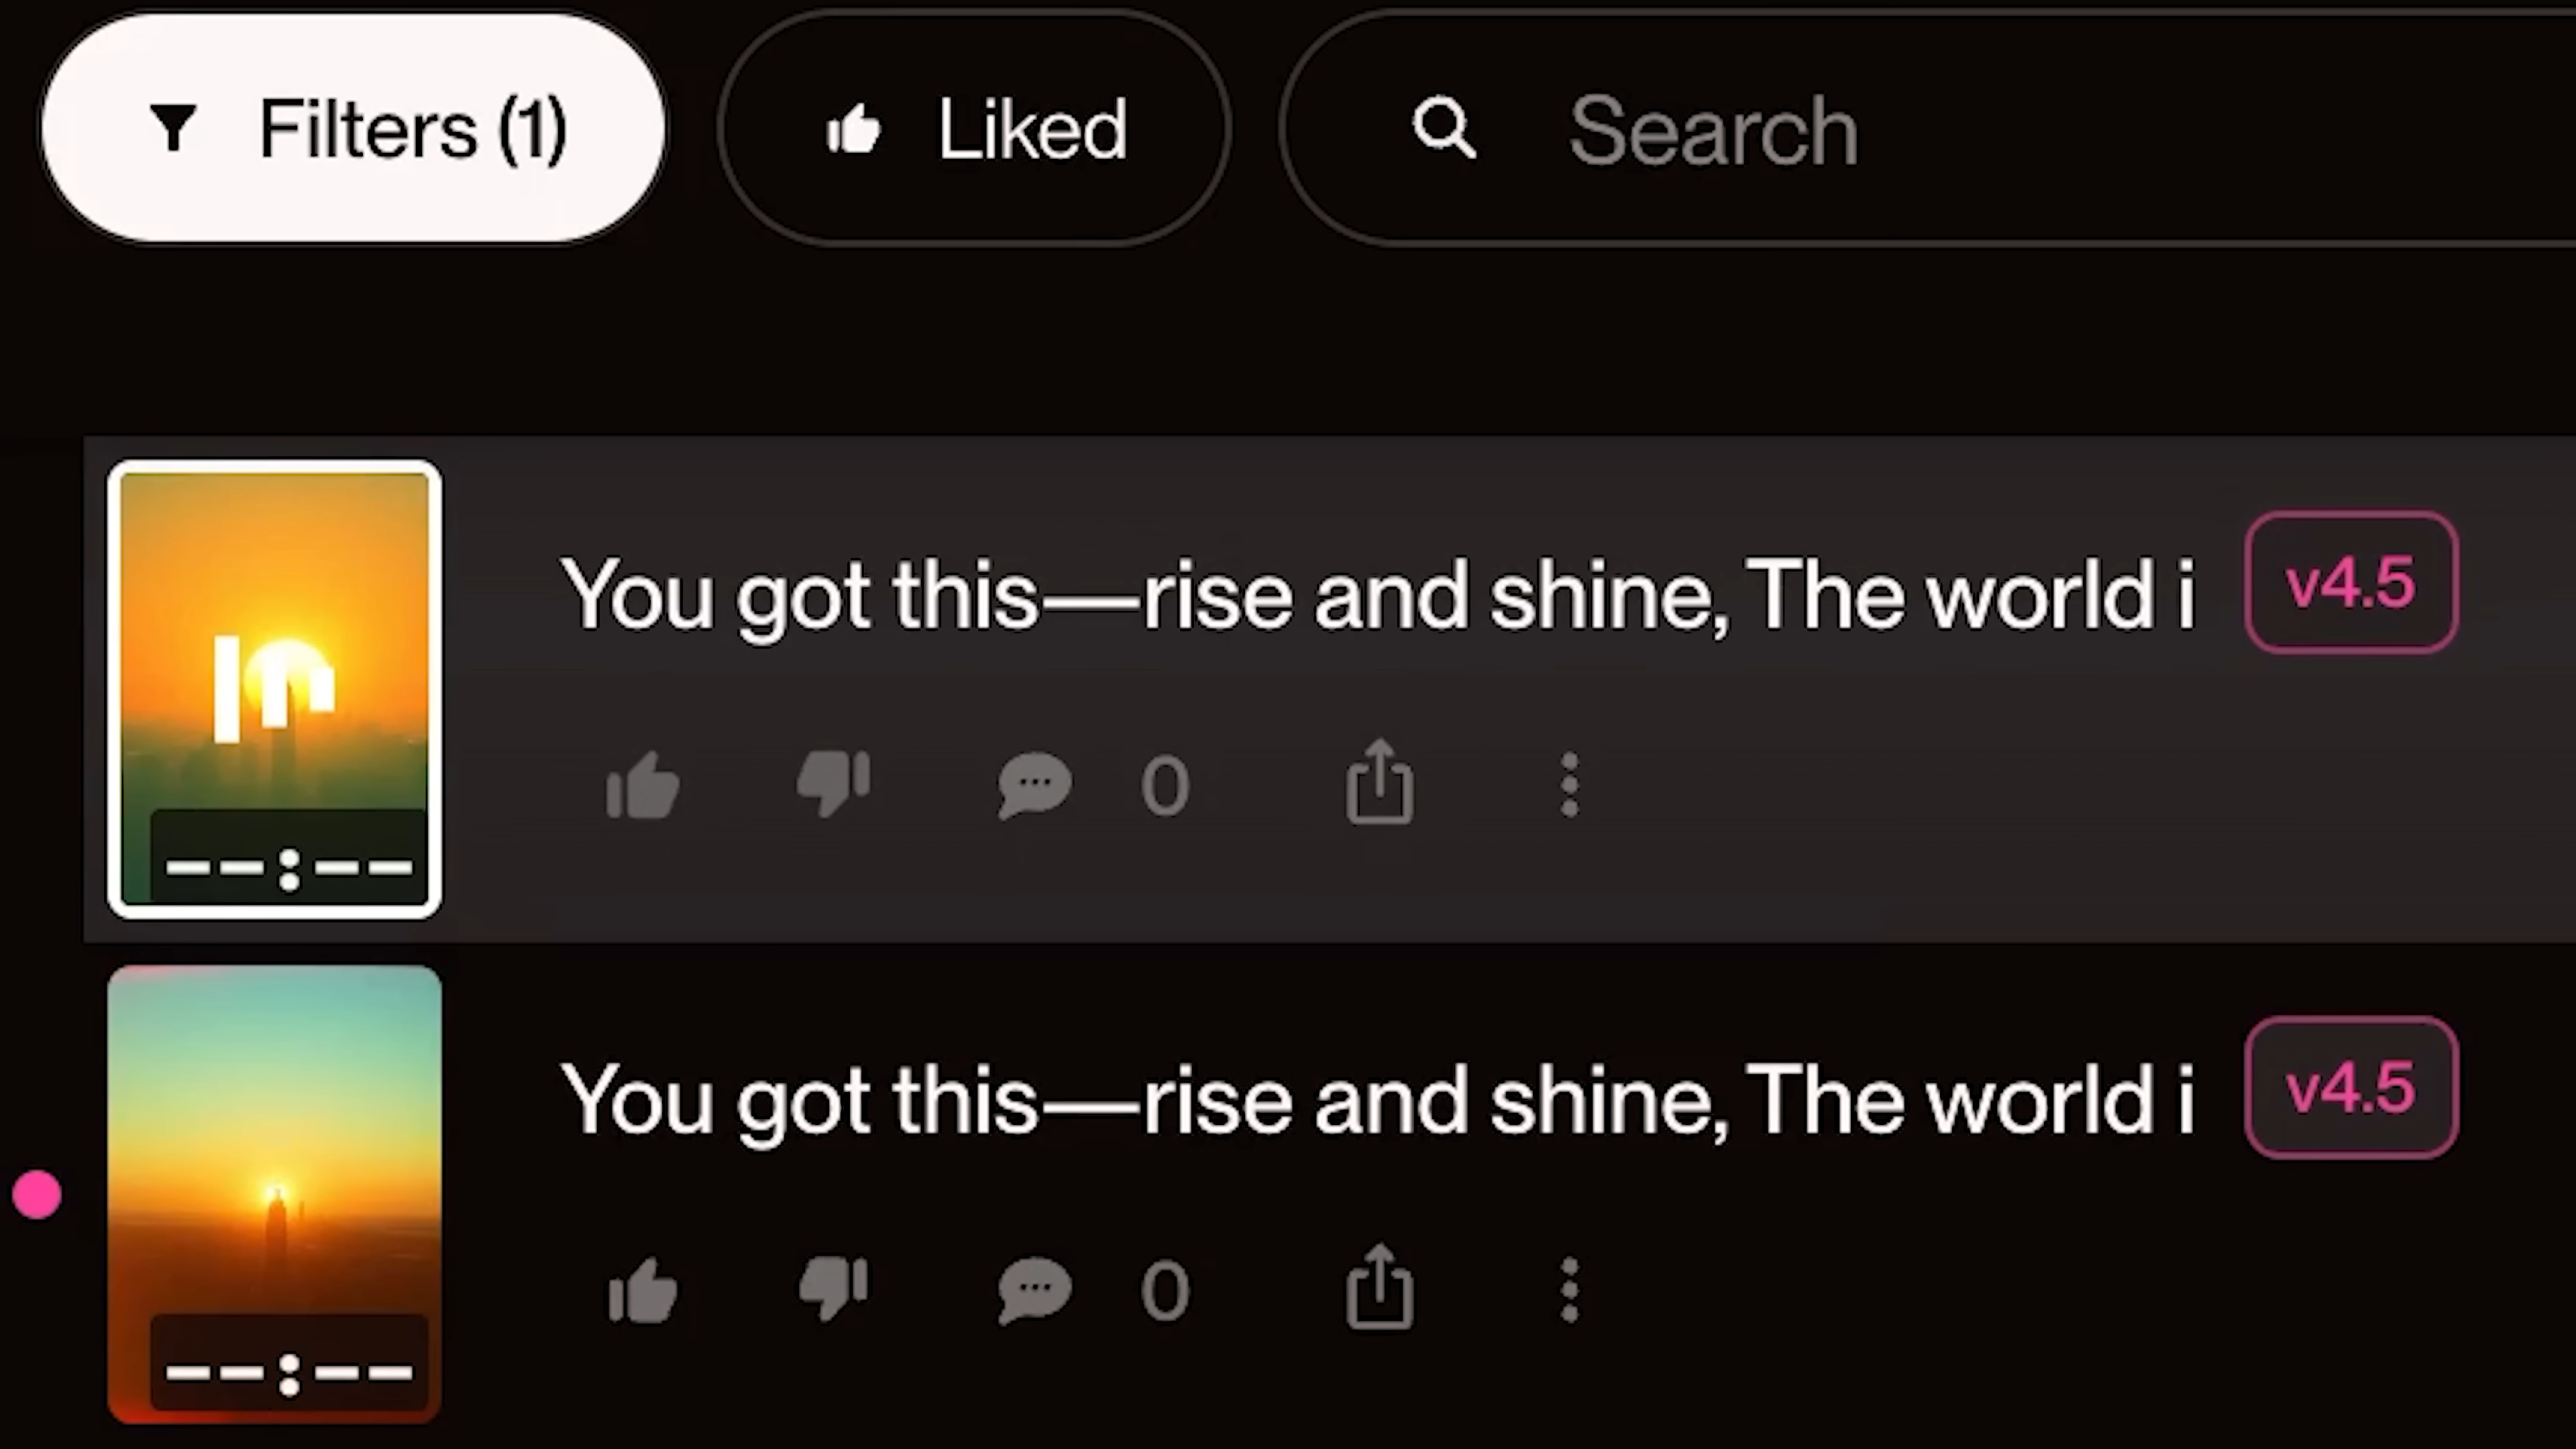 Filters (1)
Liked
Search
You got this—rise and shine, The world i
v4.5
0
--:--
You got this—rise and shine, The world i
v4.5
0
--:--